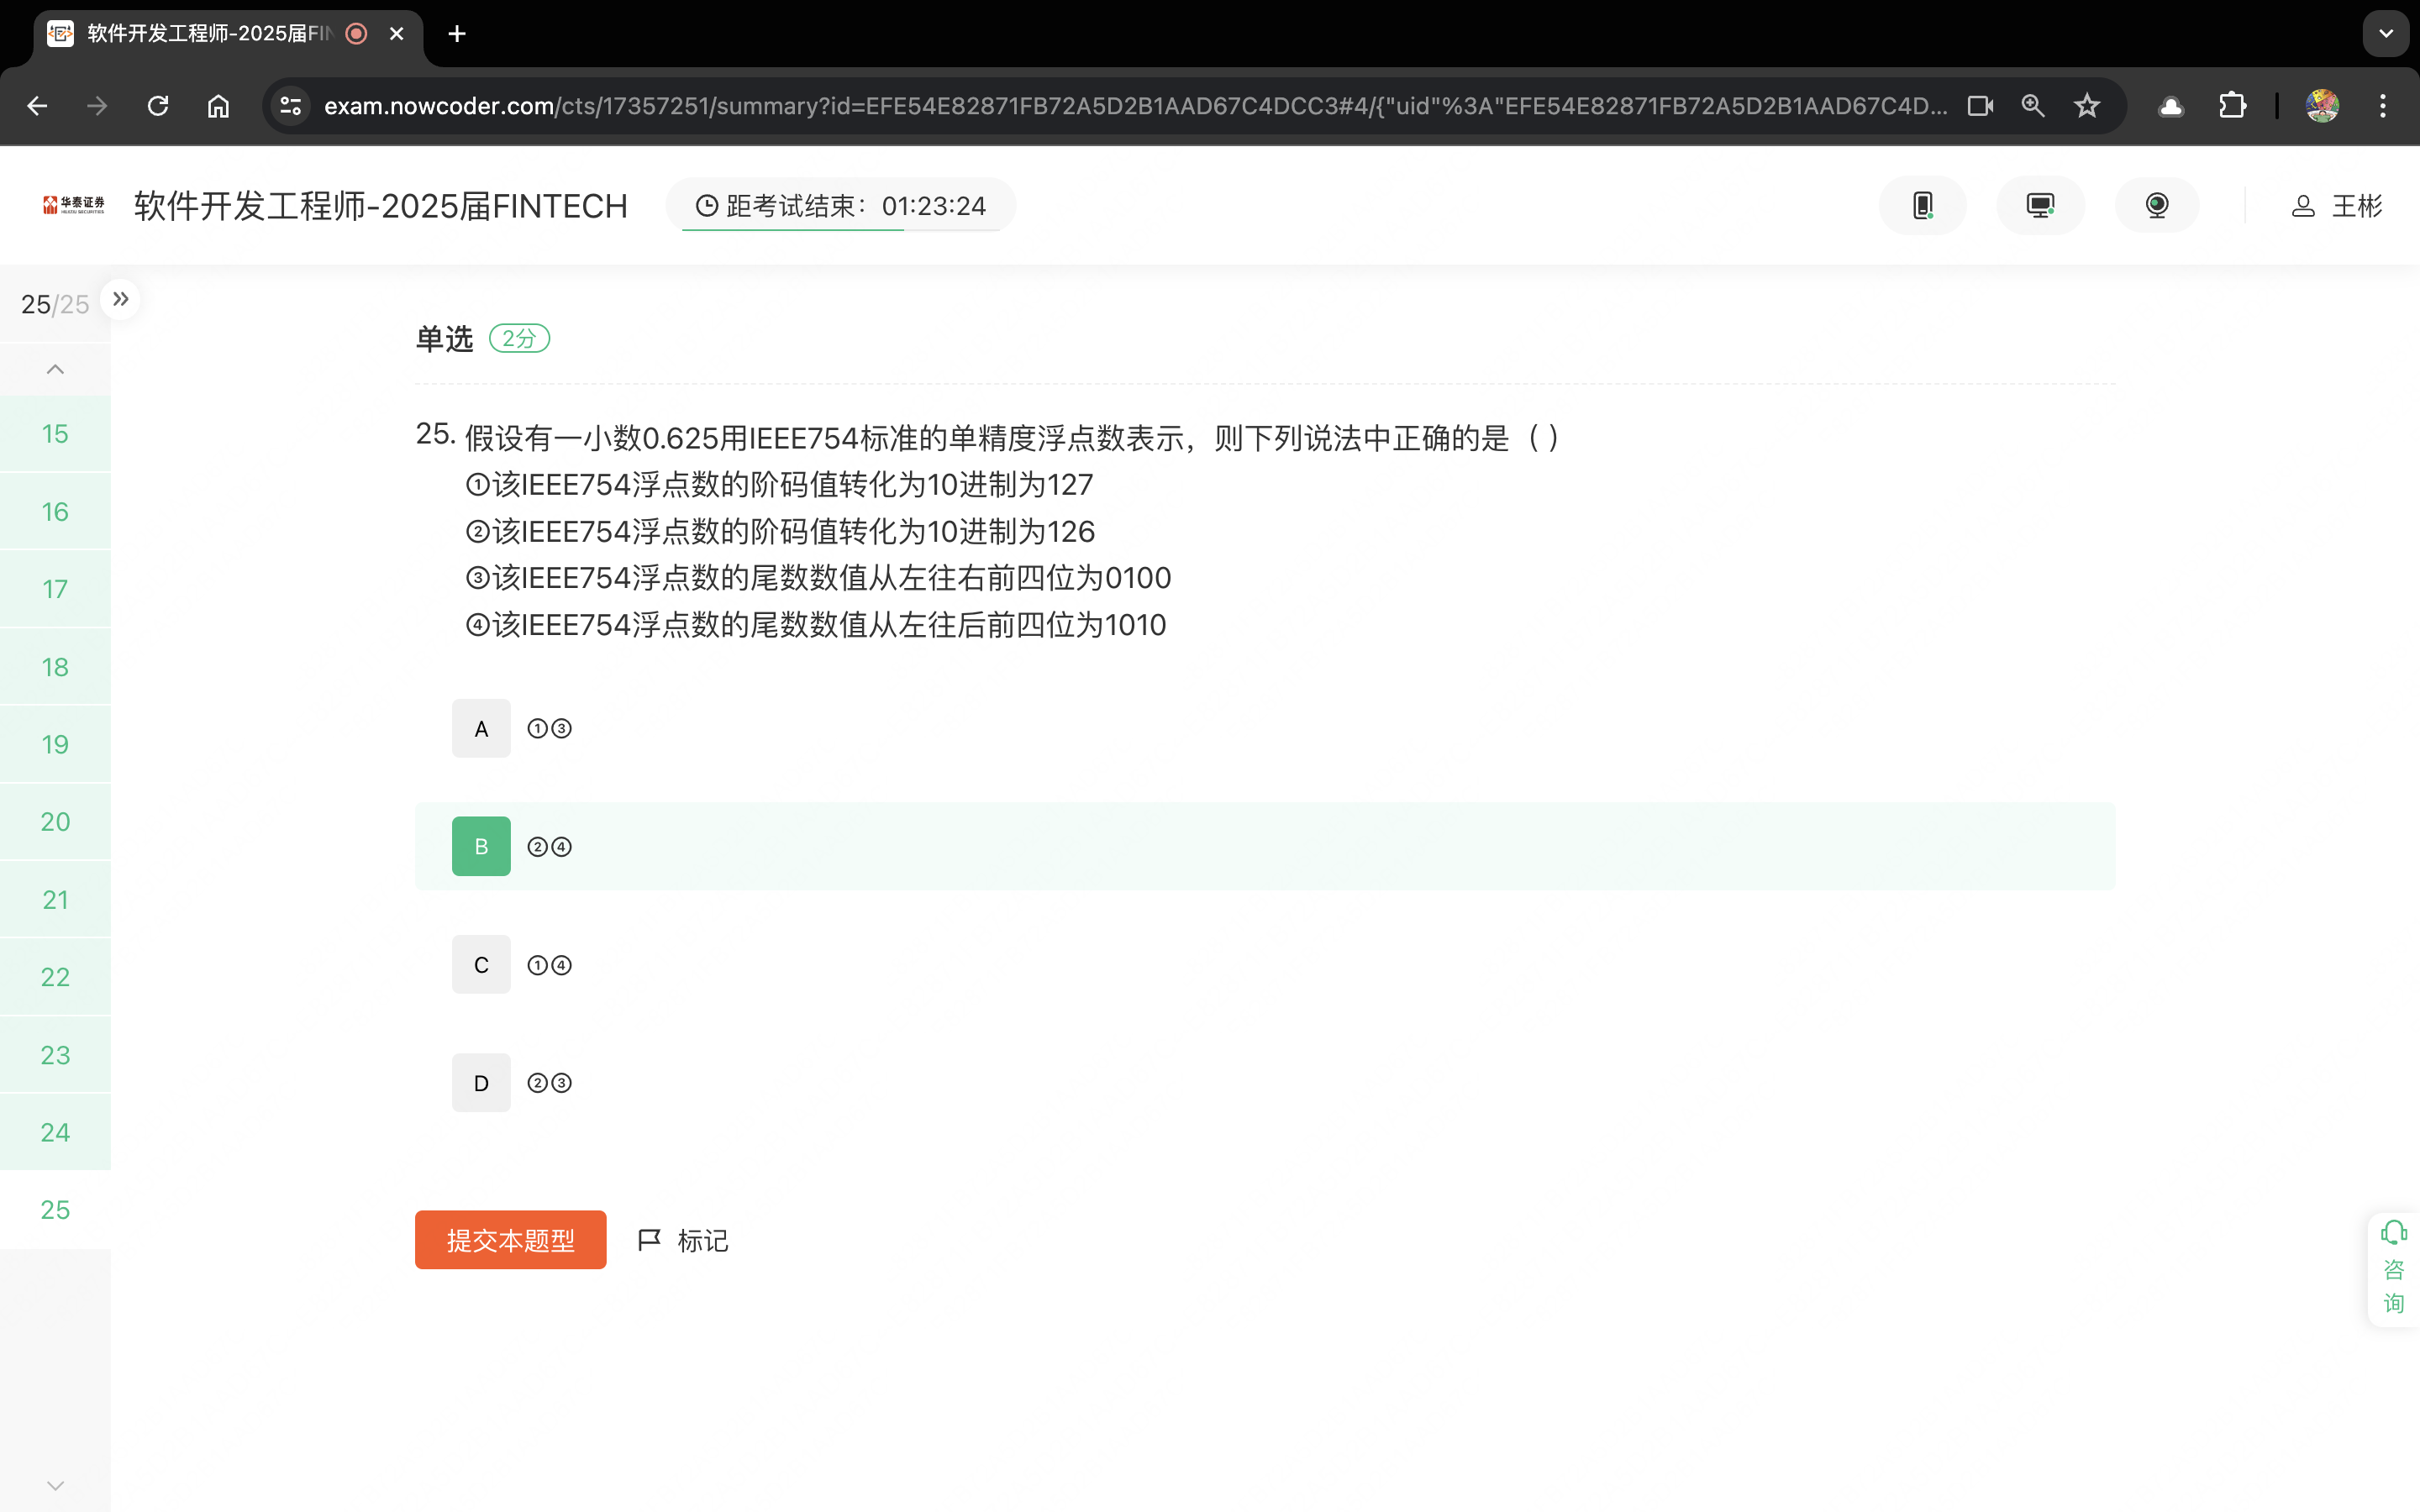 软件开发工程师-2025届FIN
exam.nowcoder.com/cts/17357251/summary?id=EFE54E82871FB72A5D2B1AAD67C4DCC3#4/{"uid"%3A"EFE54E82871FB72A5D2B1AAD67C4D...
华泰证券
HUATAI SECURITIES
软件开发工程师-2025届FINTECH
距考试结束：01:23:24
王彬
25/25
15
16
17
18
19
20
21
22
23
24
25
单选 2分
25. 假设有一小数0.625用IEEE754标准的单精度浮点数表示，则下列说法中正确的是（ ）
①该IEEE754浮点数的阶码值转化为10进制为127
②该IEEE754浮点数的阶码值转化为10进制为126
③该IEEE754浮点数的尾数数值从左往右前四位为0100
④该IEEE754浮点数的尾数数值从左往后前四位为1010
A ①③
B ②④
C ①④
D ②③
提交本题型 标记
咨
询